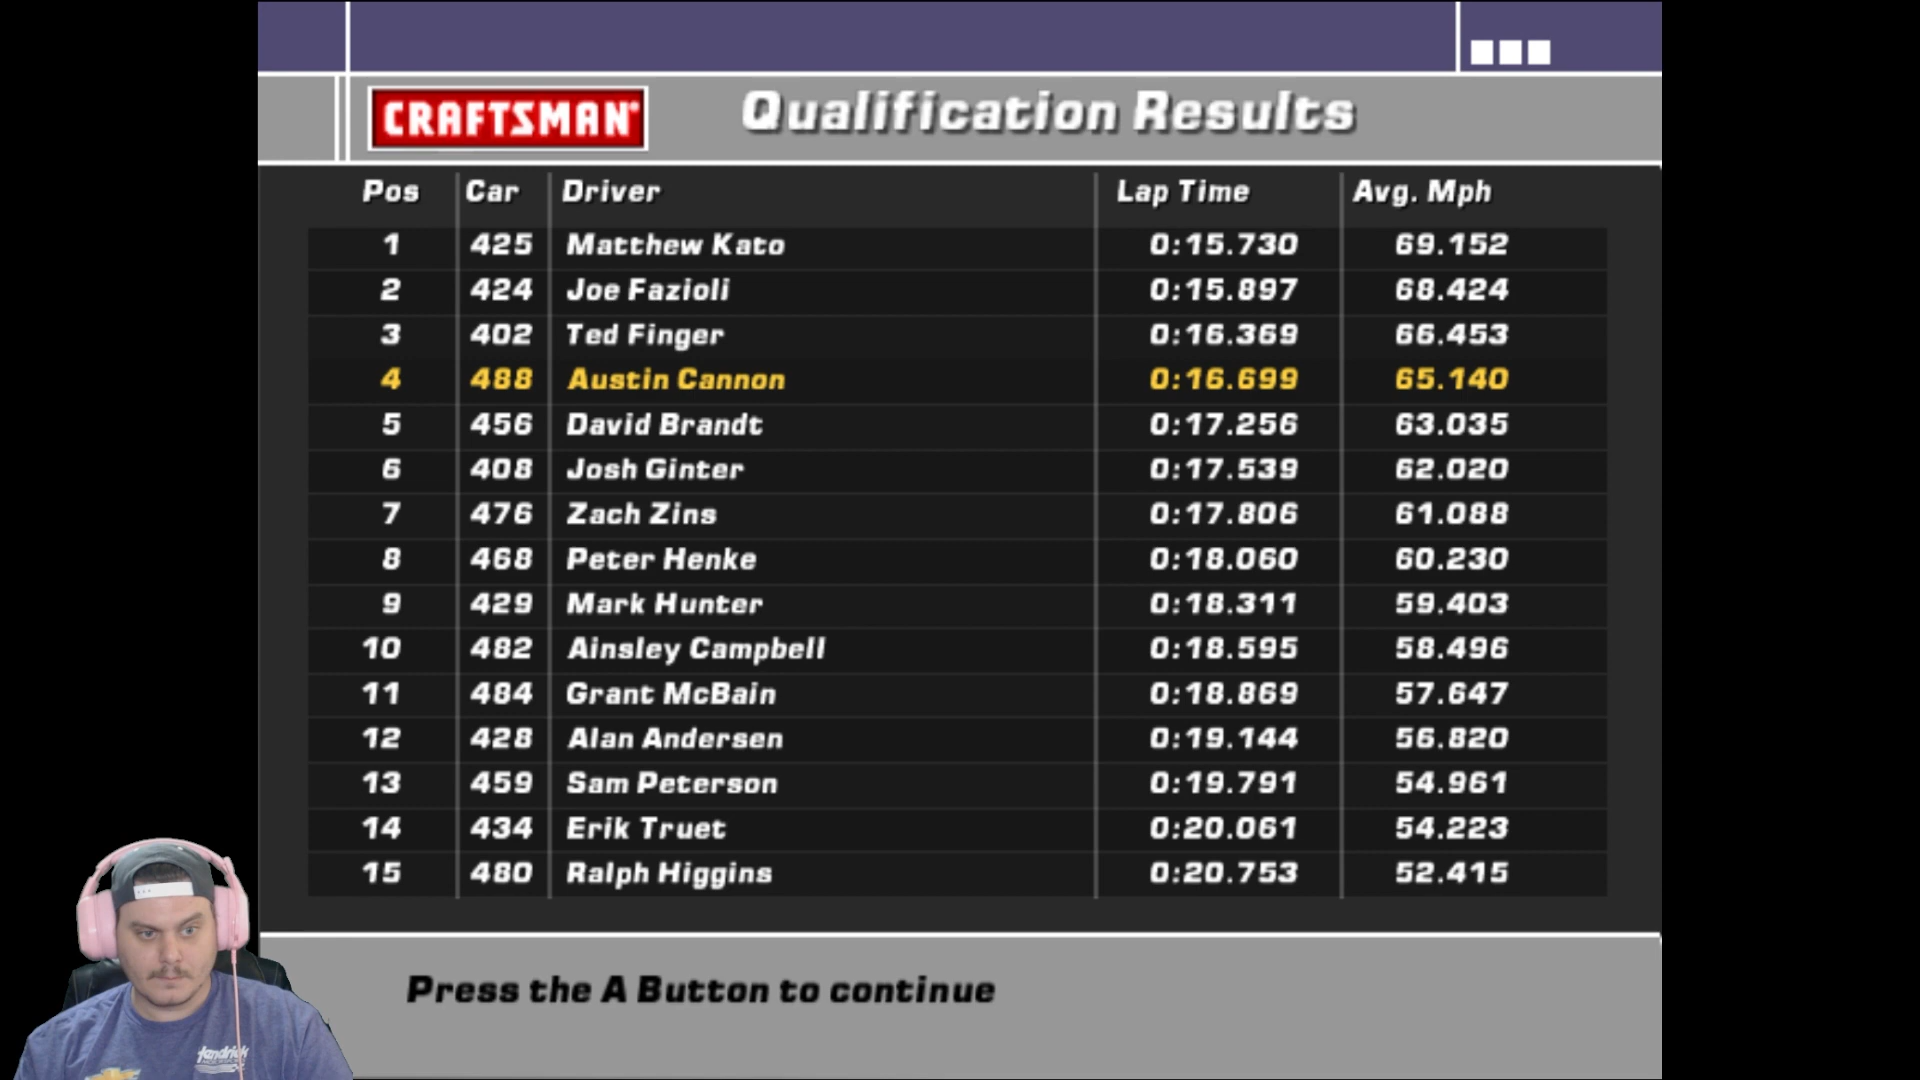 CRAFTSMAN®
Qualification Results
Pos Car Driver Lap Time Avg. Mph
1 425 Matthew Kato 0:15.730 69.152
2 424 Joe Fazioli 0:15.897 68.424
3 402 Ted Finger 0:16.369 66.453
4 488 Austin Cannon 0:16.699 65.140
5 456 David Brandt 0:17.256 63.035
6 408 Josh Ginter 0:17.539 62.020
7 476 Zach Zins 0:17.806 61.088
8 468 Peter Henke 0:18.060 60.230
9 429 Mark Hunter 0:18.311 59.403
10 482 Ainsley Campbell 0:18.595 58.496
11 484 Grant McBain 0:18.869 57.647
12 428 Alan Andersen 0:19.144 56.820
13 459 Sam Peterson 0:19.791 54.961
14 434 Erik Truet 0:20.061 54.223
15 480 Ralph Higgins 0:20.753 52.415
Press the A Button to continue
Hendrick